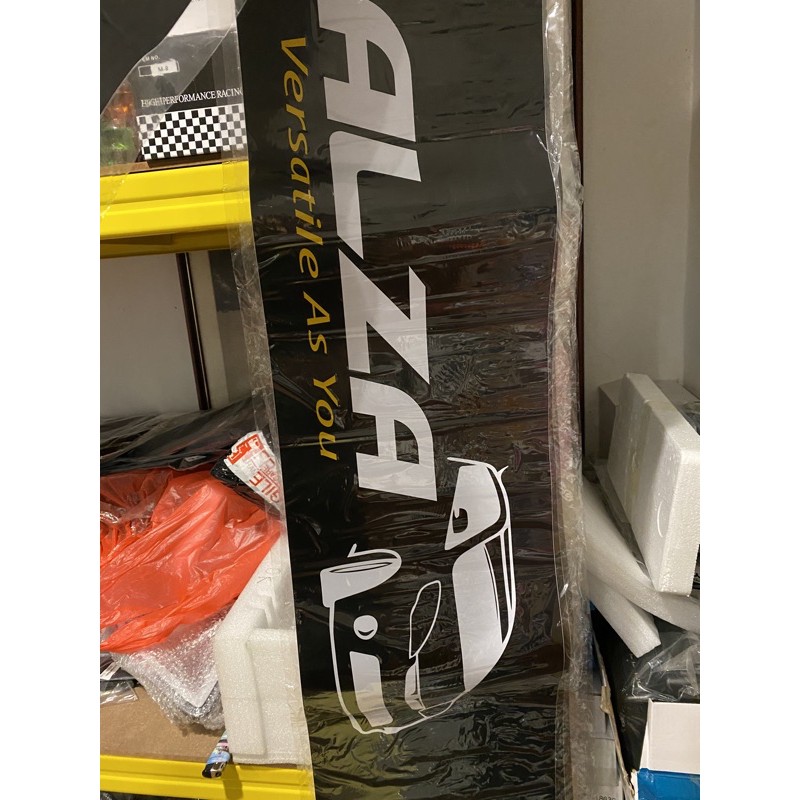 ALZA
Versatile As You
HIGH PERFORMANCE RACING